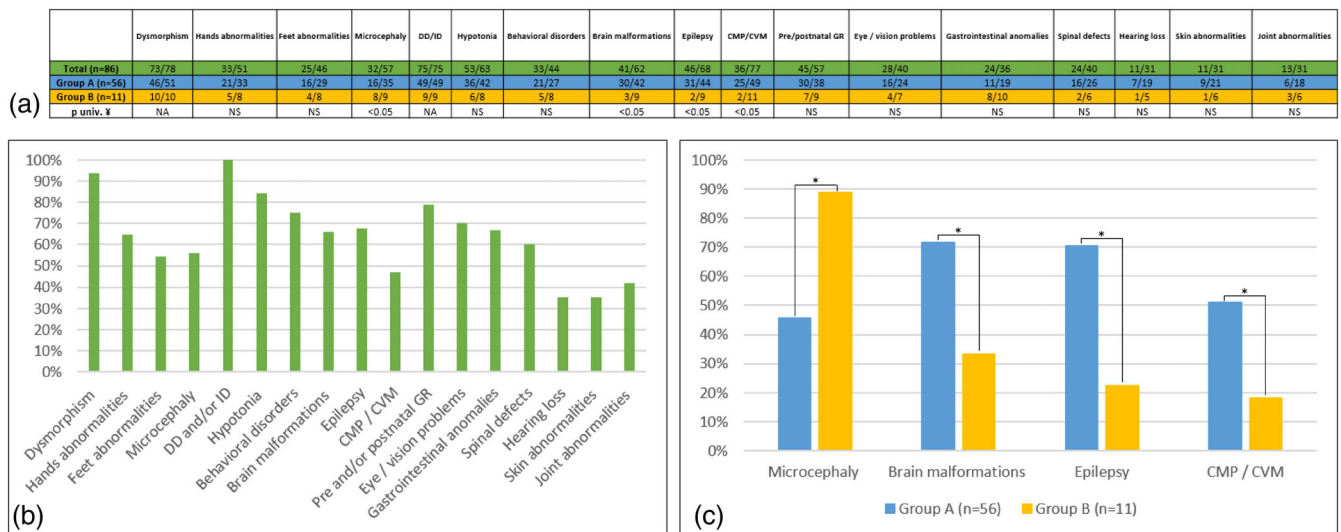 Dysmorphism Hands abnormalities Feet abnormalities Microcephaly DD/ID Hypotonia Behavioral disorders Brain malformations Epilepsy CMP/CVM Pre/postnatal GR Eye / vision problems Gastrointestinal anomalies Spinal defects Hearing loss Skin abnormalities Joint abnormalities
Total (n=86) 73/78 33/51 25/46 32/57 75/75 53/63 33/44 41/62 46/68 36/77 45/57 28/40 24/36 24/40 11/31 11/31 13/31
Group A (n=56) 46/51 21/33 16/29 16/35 49/49 36/42 21/27 30/42 31/44 25/49 30/38 16/24 11/19 16/26 7/19 9/21 6/18
Group B (n=11) 10/10 5/8 4/8 8/9 9/9 6/8 5/8 3/9 2/9 2/11 7/9 4/7 8/10 2/6 1/5 1/6 3/6
p univ. ¥ NA NS NS <0.05 NA NS NS <0.05 <0.05 <0.05 NS NS NS NS NS NS NS
(a)
100%
90%
80%
70%
60%
50%
40%
30%
20%
10%
0%
Dysmorphism
Hands abnormalities
Feet abnormalities
Microcephaly
DD and/or ID
Hypotonia
Behavioral disorders
Brain malformations
Epilepsy
CMP / CVM
Pre and/or postnatal GR
Eye / vision problems
Gastrointestinal anomalies
Spinal defects
Hearing loss
Skin abnormalities
Joint abnormalities
(b)
100%
90%
80%
70%
60%
50%
40%
30%
20%
10%
0%
*
*
*
*
Microcephaly Brain malformations Epilepsy CMP / CVM
Group A (n=56) Group B (n=11)
(c)